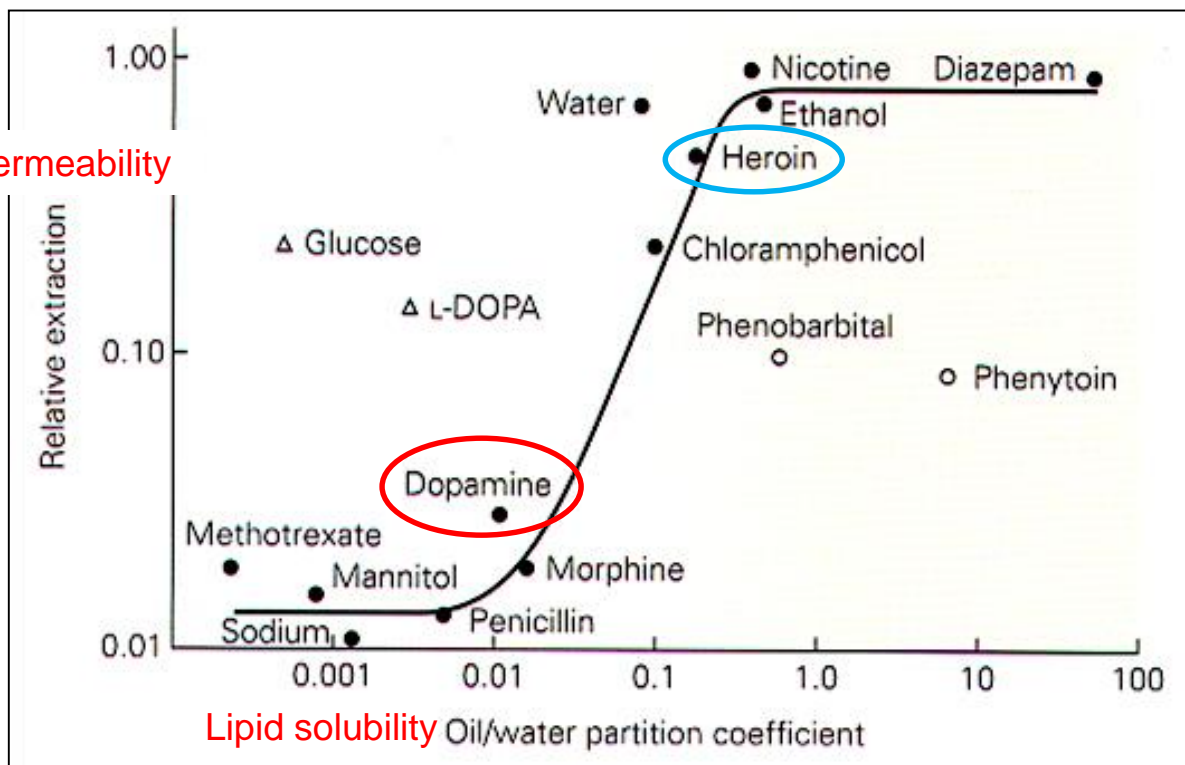 1.00
Nicotine
Diazepam
Water
Ethanol
ermeability
Heroin
Glucose
Chloramphenicol
L-DOPA
Phenobarbital
0.10
Phenytoin
Relative extraction
Dopamine
Methotrexate
Mannitol
Morphine
Sodium
Penicillin
0.01
0.001 0.01 0.1 1.0 10 100
Lipid solubility Oil/water partition coefficient